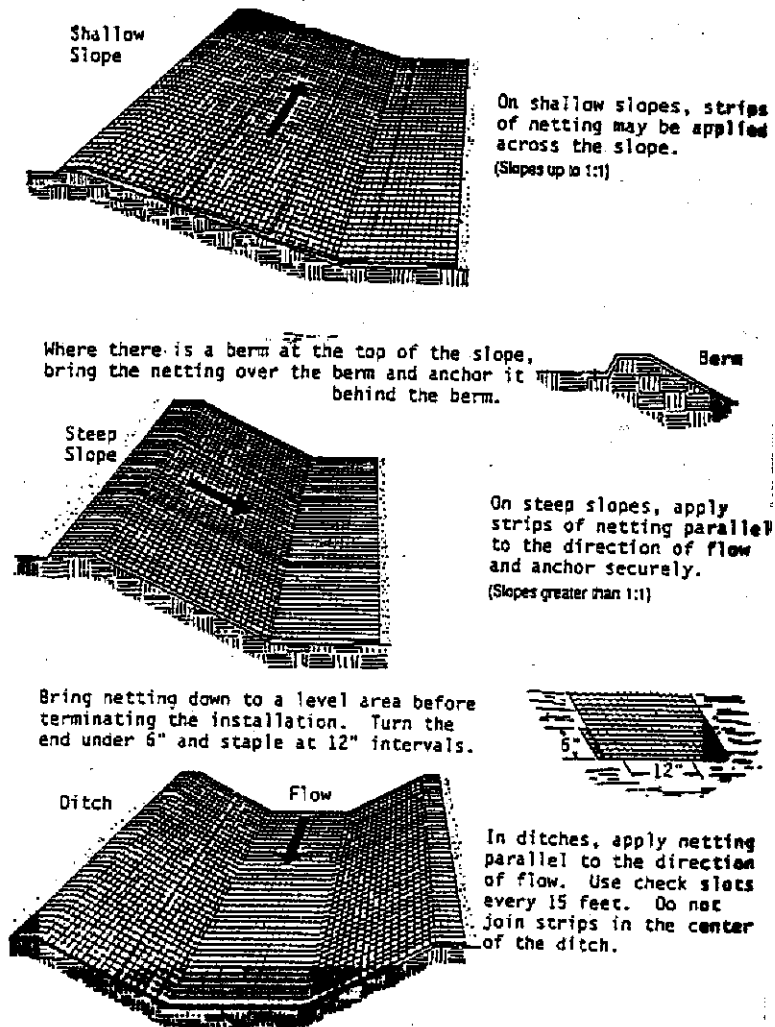 Shallow
Slope
On shallow slopes, strips
of netting may be applied
across the slope.
(Slopes up to 1:1)
Where there is a berm at the top of the slope,
bring the netting over the berm and anchor it
behind the berm.
Berm
Steep
Slope
On steep slopes, apply
strips of netting parallel
to the direction of flow
and anchor securely.
(Slopes greater than 1:1)
Bring netting down to a level area before
terminating the installation. Turn the
end under 6" and staple at 12" intervals.
6"
12"
Ditch
Flow
In ditches, apply netting
parallel to the direction
of flow. Use check slots
every 15 feet. Do not
join strips in the center
of the ditch.